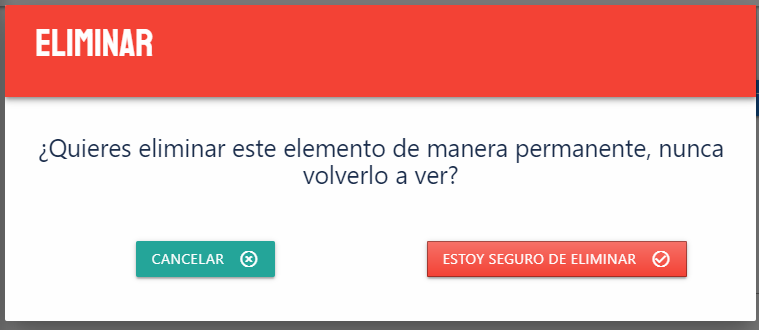 ELIMINAR
¿Quieres eliminar este elemento de manera permanente, nunca
volverlo a ver?
CANCELAR
ESTOY SEGURO DE ELIMINAR